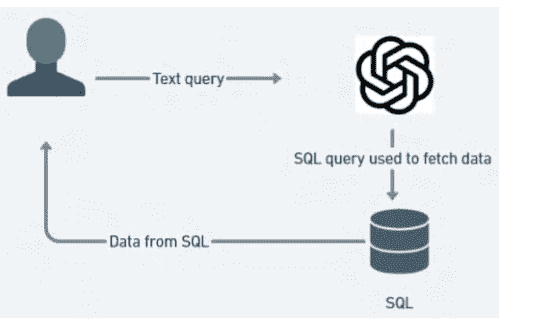 Text query
SQL query used to fetch data
Data from SQL
SQL